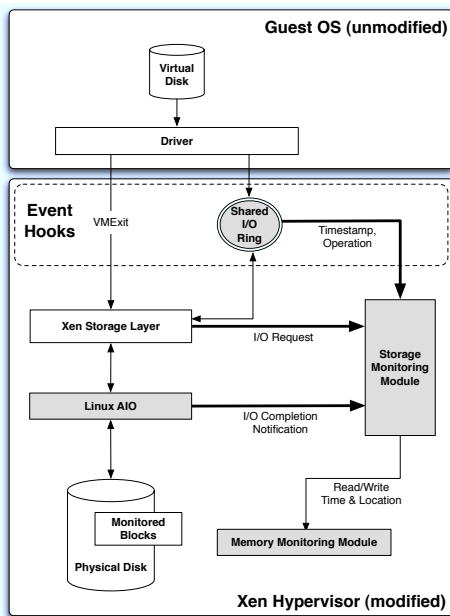 Guest OS (unmodified)
Virtual
Disk
Driver
Event
Hooks
VMExit
Shared
I/O
Ring
Timestamp,
Operation
Xen Storage Layer
I/O Request
Storage
Monitoring
Module
Linux AIO
I/O Completion
Notification
Read/Write
Time & Location
Monitored
Blocks
Physical Disk
Memory Monitoring Module
Xen Hypervisor (modified)